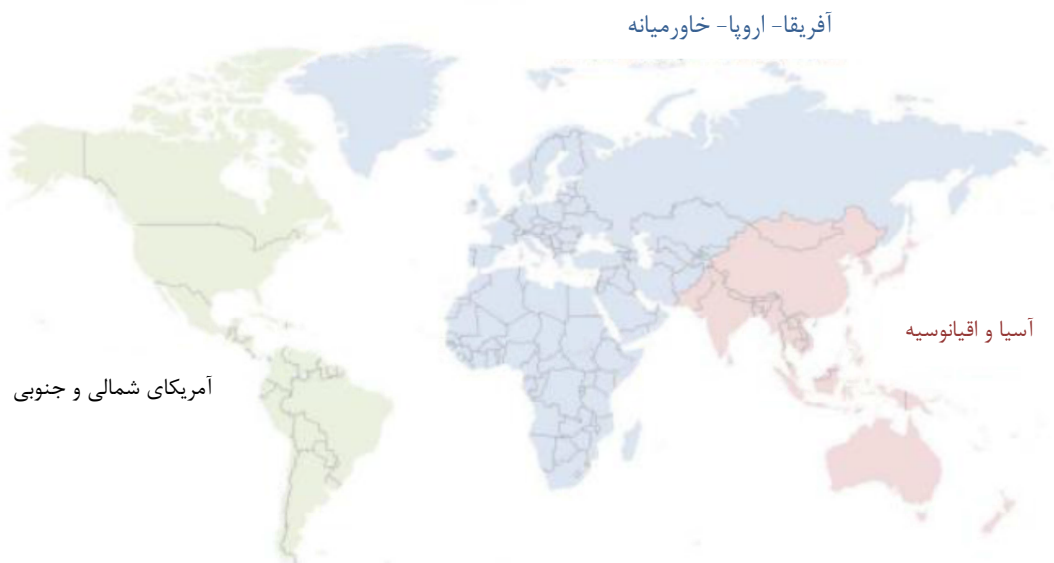 آفریقا- اروپا- خاورمیانه
آسیا و اقیانوسیه
آمریکای شمالی و جنوبی